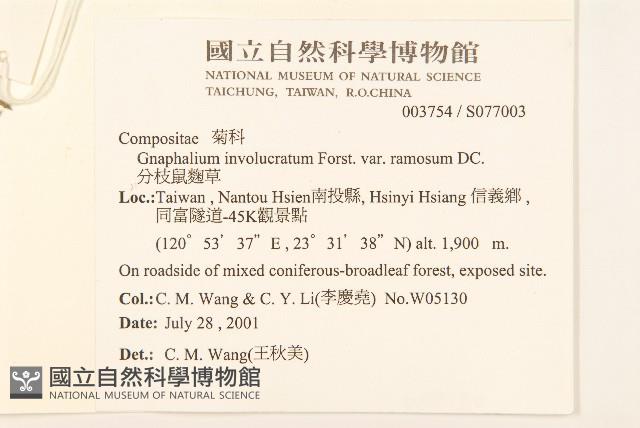 國立自然科學博物館
NATIONAL MUSEUM OF NATURAL SCIENCE
TAICHUNG, TAIWAN, R.O.CHINA
003754 / S077003
Compositae 菊科
Gnaphalium involucratum Forst. var. ramosum DC.
分枝鼠麴草
Loc.:Taiwan , Nantou Hsien南投縣, Hsinyi Hsiang 信義鄉 ,
同富隧道-45K觀景點
(120° 53’ 37” E , 23° 31’ 38” N) alt. 1,900 m.
On roadside of mixed coniferous-broadleaf forest, exposed site.
Col.: C. M. Wang & C. Y. Li(李慶堯) No.W05130
Date: July 28 , 2001
Det.: C. M. Wang(王秋美)
國立自然科學博物館
NATIONAL MUSEUM OF NATURAL SCIENCE